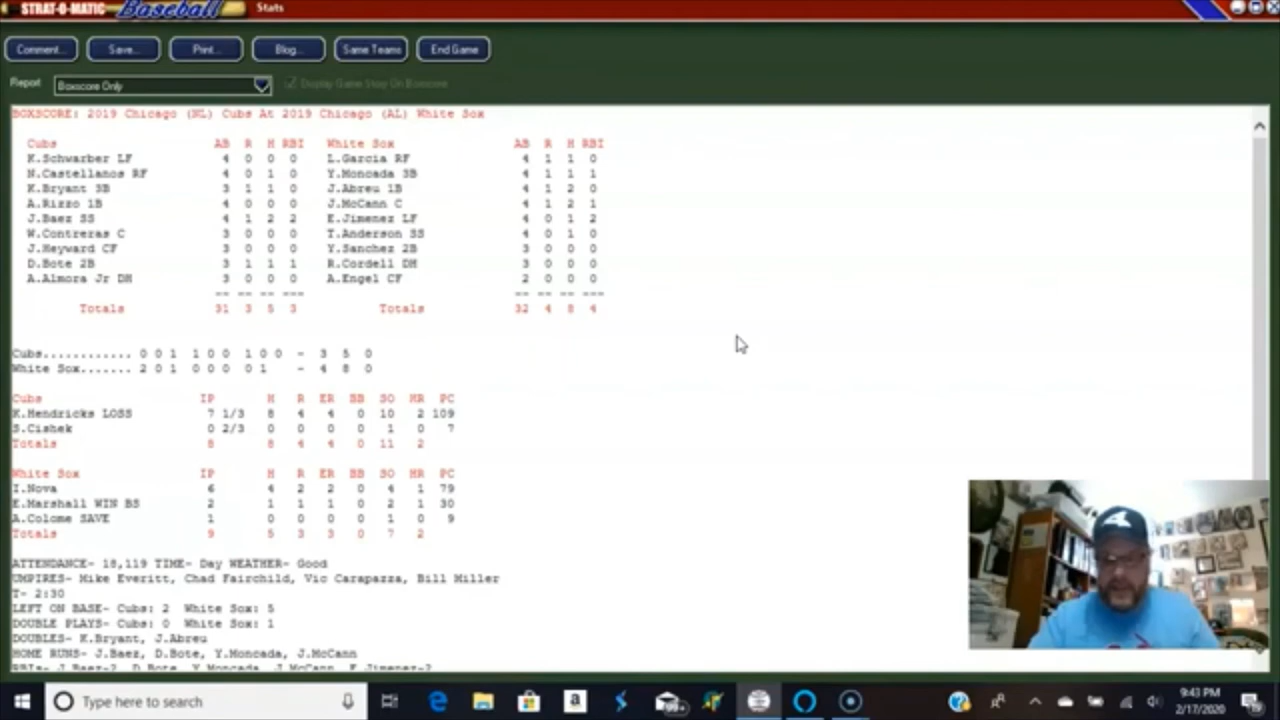 STRAT-O-MATIC Baseball Stats
Comment... Save... Print... Blog... Same Teams End Game
Report Boxscore Only Display Game Story On Boxscore
BOXSCORE: 2019 Chicago (NL) Cubs At 2019 Chicago (AL) White Sox
Cubs AB R H RBI White Sox AB R H RBI
K.Schwarber LF 4 0 0 0 L.Garcia RF 4 1 1 0
N.Castellanos RF 4 0 1 0 Y.Moncada 3B 4 1 1 1
K.Bryant 3B 3 1 1 0 J.Abreu 1B 4 1 2 0
A.Rizzo 1B 4 0 0 0 J.McCann C 4 1 2 1
J.Baez SS 4 1 2 2 E.Jimenez LF 4 0 1 2
W.Contreras C 3 0 0 0 T.Anderson SS 4 0 1 0
J.Heyward CF 3 0 0 0 Y.Sanchez 2B 3 0 0 0
D.Bote 2B 3 1 1 1 R.Cordell DH 3 0 0 0
A.Almora Jr DH 3 0 0 0 A.Engel CF 2 0 0 0
-- -- -- --- -- -- -- ---
Totals 31 3 5 3 Totals 32 4 8 4
Cubs............ 0 0 1 1 0 0 1 0 0 - 3 5 0
White Sox....... 2 0 1 0 0 0 0 1 - 4 8 0
Cubs IP H R ER BB SO HR PC
K.Hendricks LOSS 7 1/3 8 4 4 0 10 2 109
S.Cishek 0 2/3 0 0 0 0 1 0 7
Totals 8 8 4 4 0 11 2
White Sox IP H R ER BB SO HR PC
I.Nova 6 4 2 2 0 4 1 79
E.Marshall WIN BS 2 1 1 1 0 2 1 30
A.Colome SAVE 1 0 0 0 0 1 0 9
Totals 9 5 3 3 0 7 2
ATTENDANCE- 18,119 TIME- Day WEATHER- Good
UMPIRES- Mike Everitt, Chad Fairchild, Vic Carapazza, Bill Miller
T- 2:30
LEFT ON BASE- Cubs: 2 White Sox: 5
DOUBLE PLAYS- Cubs: 0 White Sox: 1
DOUBLES- K.Bryant, J.Abreu
HOME RUNS- J.Baez, D.Bote, Y.Moncada, J.McCann
RBIs- J.Baez-2, D.Bote, Y.Moncada, J.McCann, E.Jimenez-2
Type here to search
99+
9:43 PM
2/17/2020